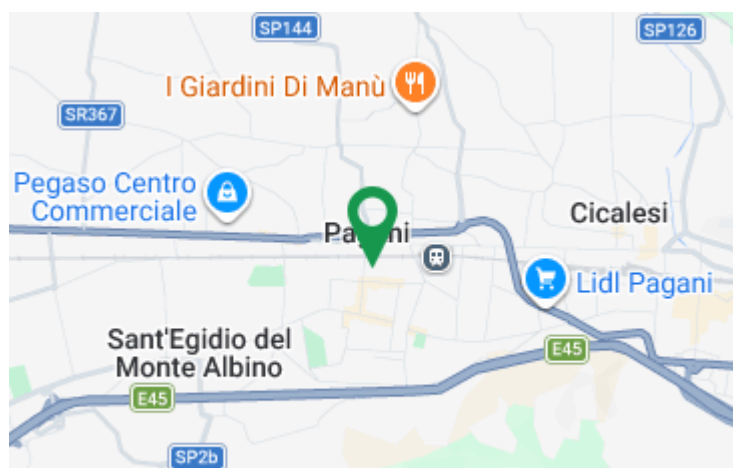 SP144
SP126
I Giardini Di Manù
SR367
Pegaso Centro
Commerciale
Cicalesi
Pagani
Lidl Pagani
Sant'Egidio del
Monte Albino
E45
E45
SP2b